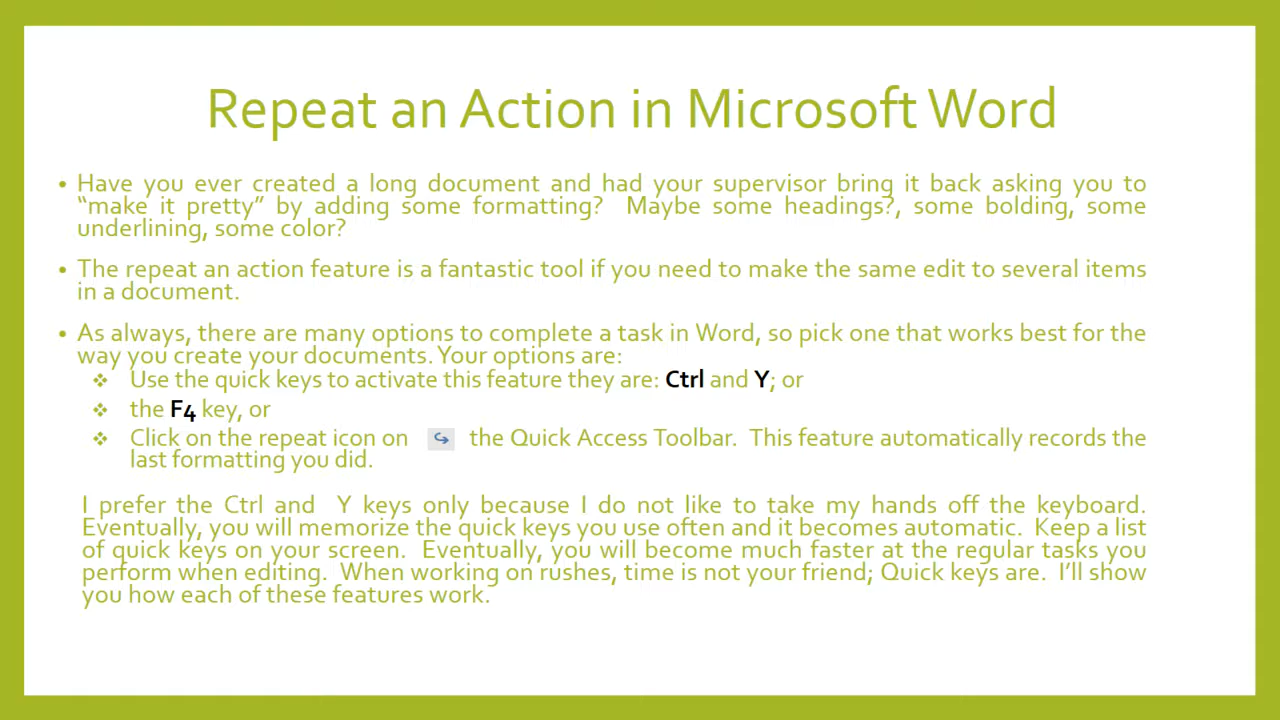 Repeat an Action in Microsoft Word
• Have you ever created a long document and had your supervisor bring it back asking you to
“make it pretty” by adding some formatting?  Maybe some headings?, some bolding, some
underlining, some color?
• The repeat an action feature is a fantastic tool if you need to make the same edit to several items
in a document.
• As always, there are many options to complete a task in Word, so pick one that works best for the
way you create your documents. Your options are:
❖ Use the quick keys to activate this feature they are: Ctrl and Y; or
❖ the F4 key, or
❖ Click on the repeat icon on the Quick Access Toolbar.  This feature automatically records the
last formatting you did.
I prefer the Ctrl and  Y keys only because I do not like to take my hands off the keyboard.
Eventually, you will memorize the quick keys you use often and it becomes automatic.  Keep a list
of quick keys on your screen.  Eventually, you will become much faster at the regular tasks you
perform when editing.  When working on rushes, time is not your friend; Quick keys are.  I’ll show
you how each of these features work.